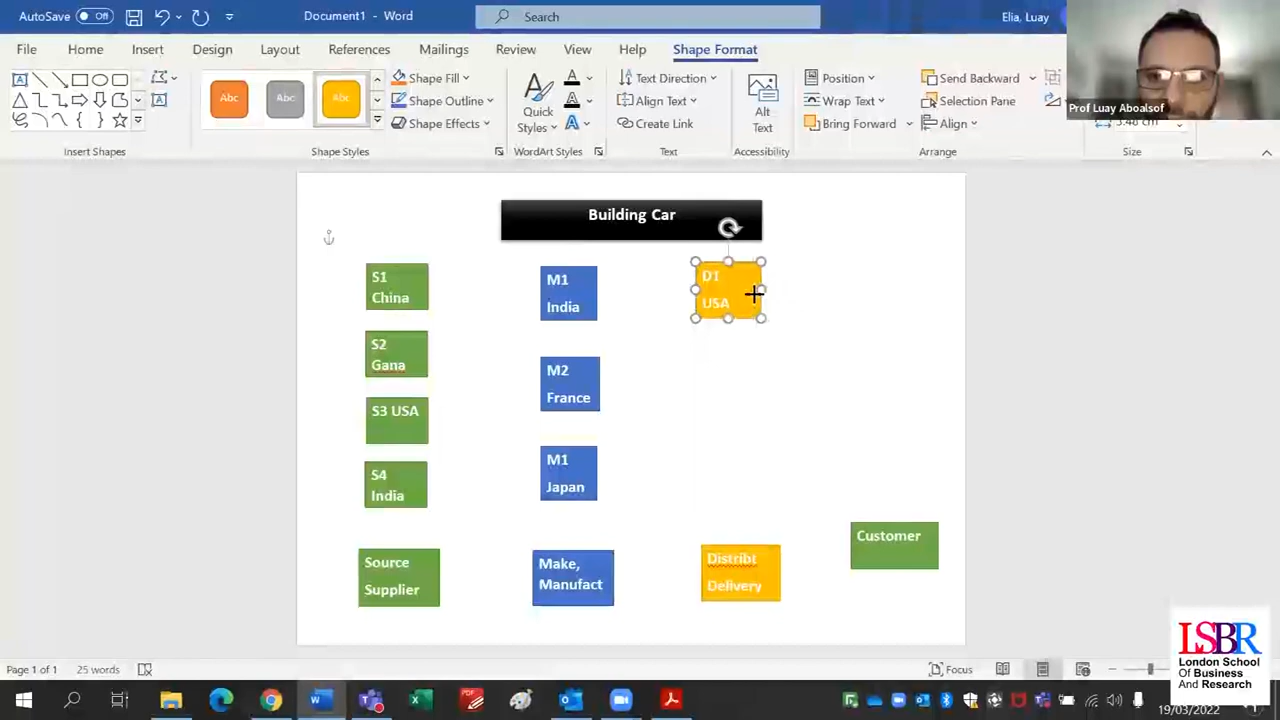 AutoSave Off
Document1 - Word
Search
Elia, Luay
File Home Insert Design Layout References Mailings Review View Help Shape Format
Abc Abc Abc
Shape Fill
Shape Outline
Shape Effects
Quick
Styles
Text Direction
Align Text
Create Link
Alt
Text
Position
Wrap Text
Bring Forward
Send Backward
Selection Pane
Align
Prof Luay Aboalsof
Insert Shapes
Shape Styles
WordArt Styles
Text
Accessibility
Arrange
Size
Building Car
S1
China
M1
India
D1
USA
S2
Gana
M2
France
S3 USA
S4
India
M1
Japan
Source
Supplier
Make,
Manufact
Distribt
Delivery
Customer
Page 1 of 1
25 words
Focus
LSBR
London School
Of Business
And Research
19/03/2022